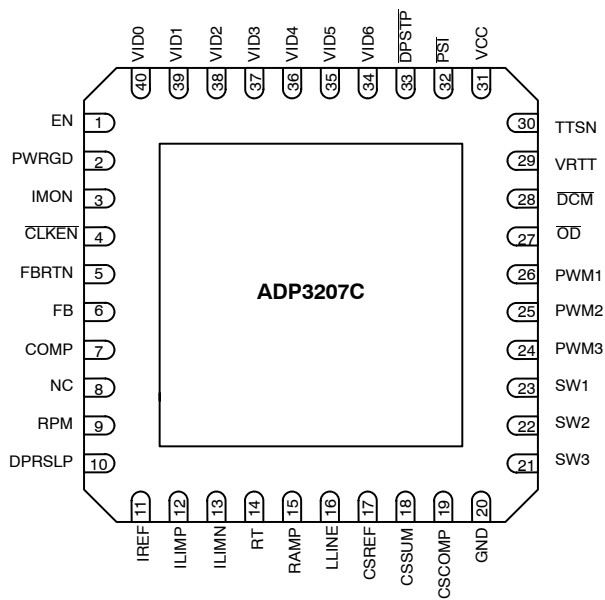 VID0
VID1
VID2
VID3
VID4
VID5
VID6
DPSTP
PSI
VCC
40
39
38
37
36
35
34
33
32
31
EN 1
PWRGD 2
IMON 3
CLKEN 4
FBRTN 5
FB 6
COMP 7
NC 8
RPM 9
DPRSLP 10
ADP3207C
30 TTSN
29 VRTT
28 DCM
27 OD
26 PWM1
25 PWM2
24 PWM3
23 SW1
22 SW2
21 SW3
11
12
13
14
15
16
17
18
19
20
IREF
ILIMP
ILIMN
RT
RAMP
LLINE
CSREF
CSSUM
CSCOMP
GND